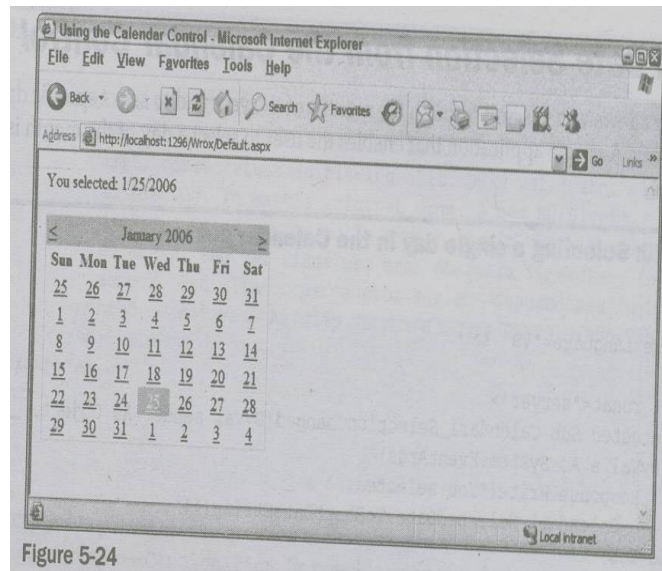 Using the Calendar Control - Microsoft Internet Explorer
File Edit View Favorites Tools Help
Back Search Favorites
Address http://localhost:1296/Wrox/Default.aspx Go Links »
You selected: 1/25/2006
< January 2006 >
Sun Mon Tue Wed Thu Fri Sat
25 26 27 28 29 30 31
1 2 3 4 5 6 7
8 9 10 11 12 13 14
15 16 17 18 19 20 21
22 23 24 25 26 27 28
29 30 31 1 2 3 4
Local intranet
Figure 5-24